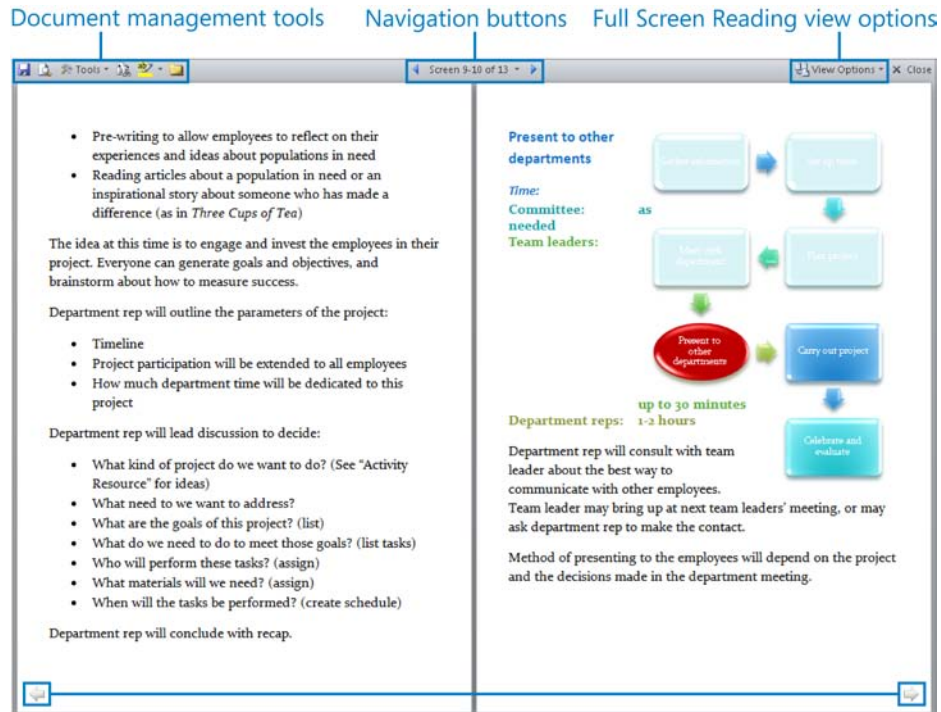 Document management tools
Navigation buttons
Full Screen Reading view options
Tools
Screen 9-10 of 13
View Options
Close
• Pre-writing to allow employees to reflect on their
experiences and ideas about populations in need
• Reading articles about a population in need or an
inspirational story about someone who has made a
difference (as in Three Cups of Tea)
The idea at this time is to engage and invest the employees in their
project. Everyone can generate goals and objectives, and
brainstorm about how to measure success.
Department rep will outline the parameters of the project:
• Timeline
• Project participation will be extended to all employees
• How much department time will be dedicated to this
project
Department rep will lead discussion to decide:
• What kind of project do we want to do? (See “Activity
Resource” for ideas)
• What need to we want to address?
• What are the goals of this project? (list)
• What do we need to do to meet those goals? (list tasks)
• Who will perform these tasks? (assign)
• What materials will we need? (assign)
• When will the tasks be performed? (create schedule)
Department rep will conclude with recap.
Present to other
departments
Time:
Committee: as
needed
Team leaders:
up to 30 minutes
Department reps: 1-2 hours
Plan project
Present to
other
departments
Carry out project
Celebrate and
evaluate
Department rep will consult with team
leader about the best way to
communicate with other employees.
Team leader may bring up at next team leaders’ meeting, or may
ask department rep to make the contact.
Method of presenting to the employees will depend on the project
and the decisions made in the department meeting.